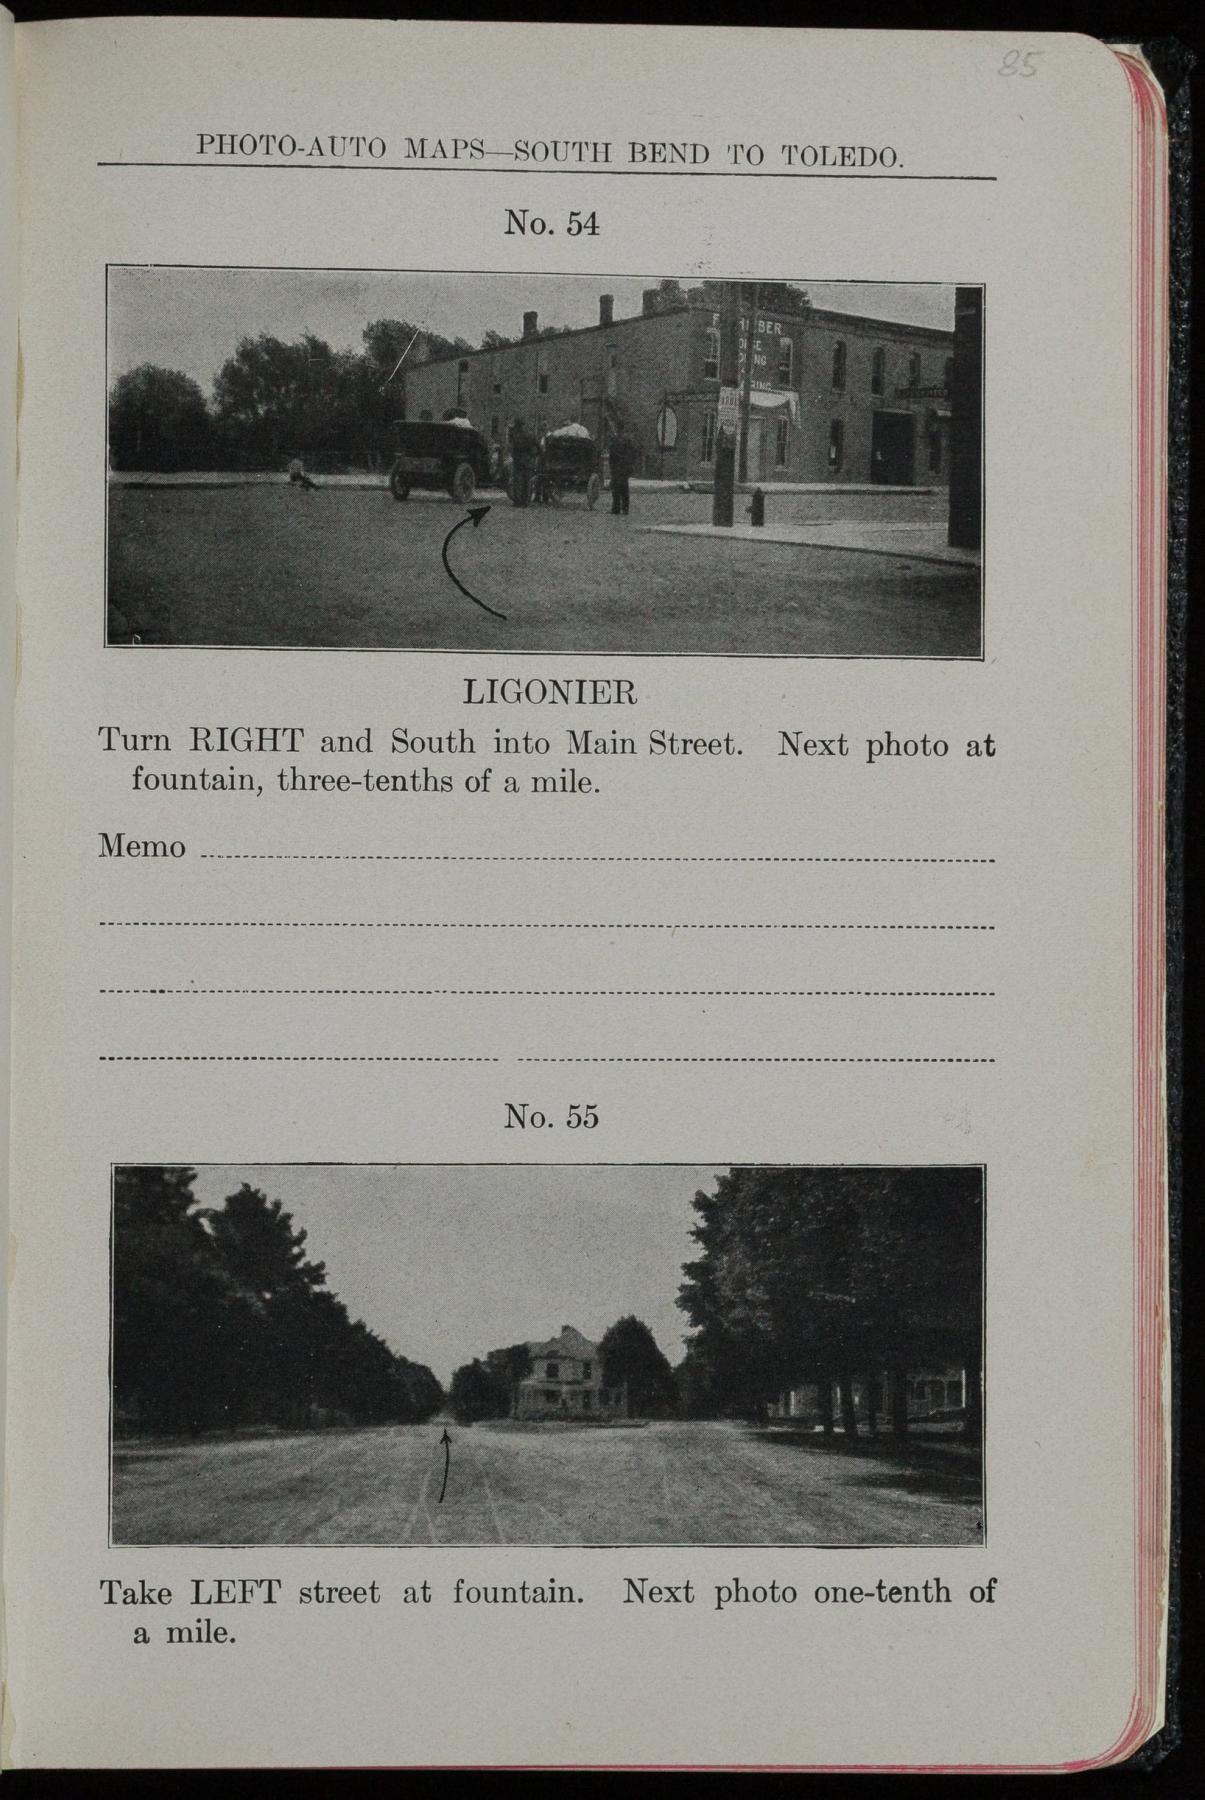 85
PHOTO-AUTO MAPS—SOUTH BEND TO TOLEDO.
No. 54
LIGONIER
Turn RIGHT and South into Main Street. Next photo at
fountain, three-tenths of a mile.
Memo
No. 55
Take LEFT street at fountain. Next photo one-tenth of
a mile.